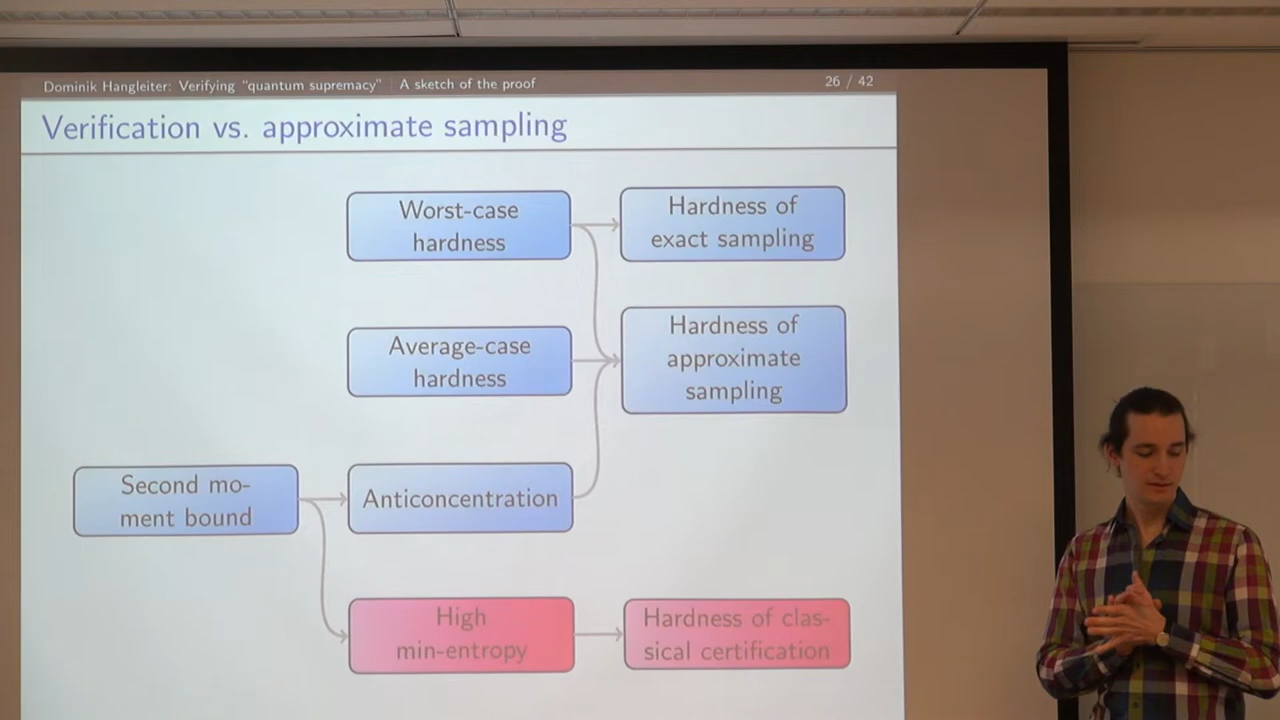 Dominik Hangleiter: Verifying "quantum supremacy" | A sketch of the proof 26 / 42
Verification vs. approximate sampling
Worst-case
hardness
Hardness of
exact sampling
Average-case
hardness
Hardness of
approximate
sampling
Second mo-
ment bound
Anticoncentration
High
min-entropy
Hardness of clas-
sical certification